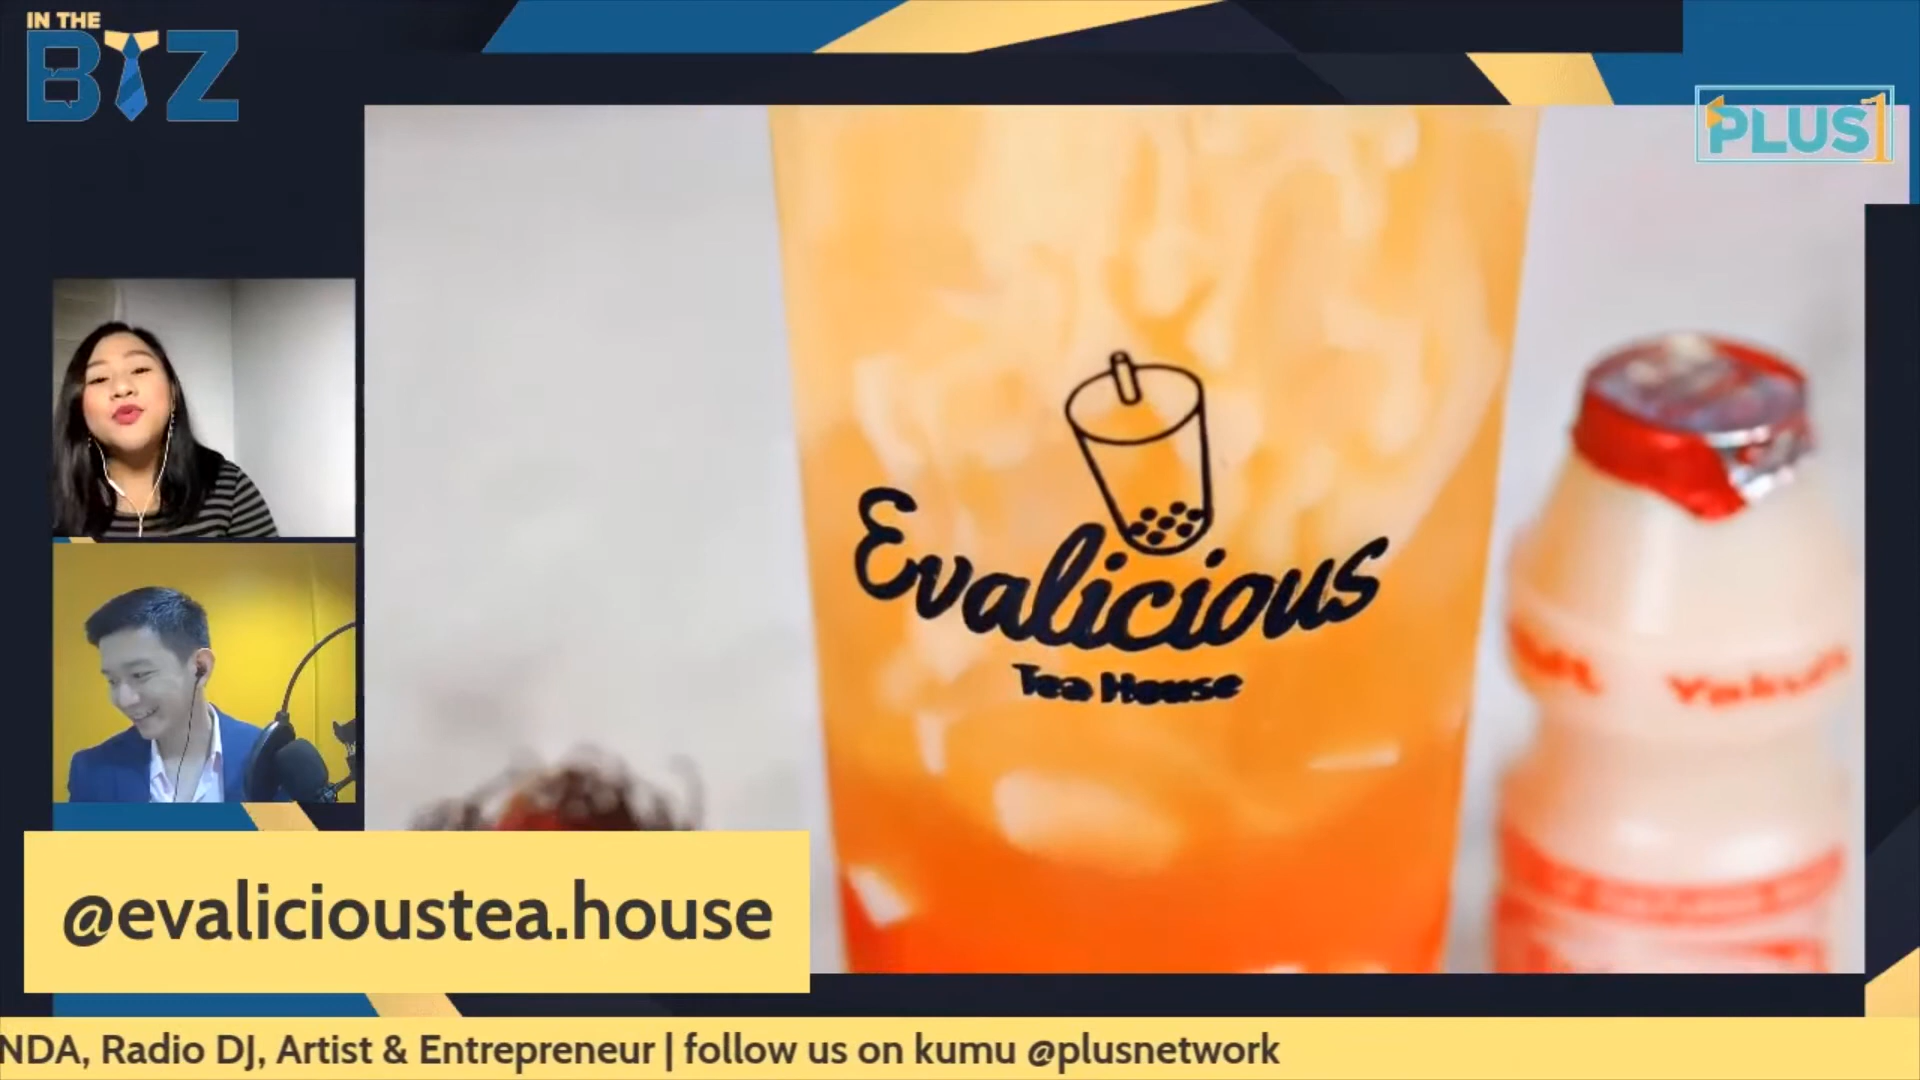 IN THE
BIZ
PLUS1
Evalicious
Tea House
Yakult
@evalicioustea.house
NDA, Radio DJ, Artist & Entrepreneur | follow us on kumu @plusnetwork